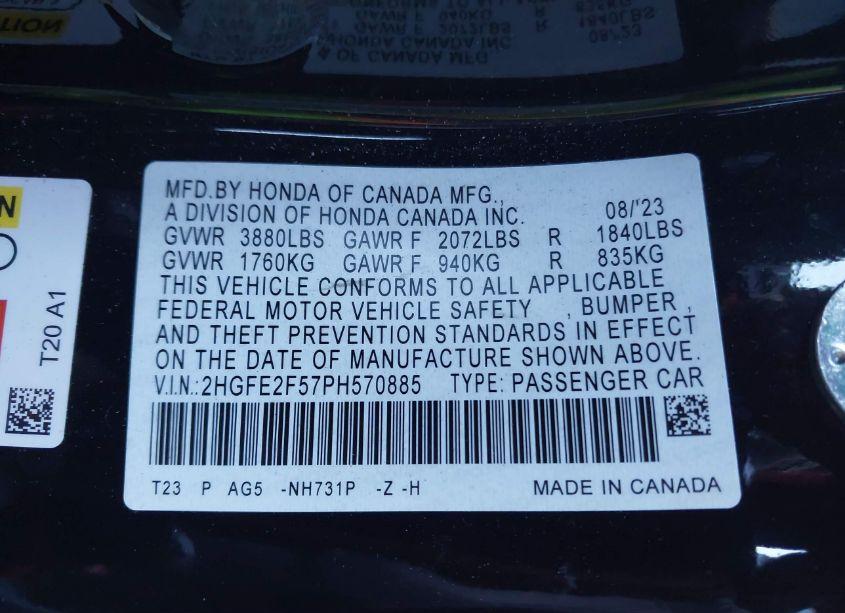 MFD.BY HONDA OF CANADA MFG.,
A DIVISION OF HONDA CANADA INC. 08/'23
GVWR 3880LBS GAWR F 2072LBS R 1840LBS
GVWR 1760KG GAWR F 940KG R 835KG
THIS VEHICLE CONFORMS TO ALL APPLICABLE
FEDERAL MOTOR VEHICLE SAFETY , BUMPER ,
AND THEFT PREVENTION STANDARDS IN EFFECT
ON THE DATE OF MANUFACTURE SHOWN ABOVE.
V.I.N.:2HGFE2F57PH570885 TYPE: PASSENGER CAR
T23 P AG5 -NH731P -Z -H MADE IN CANADA
T20 A1